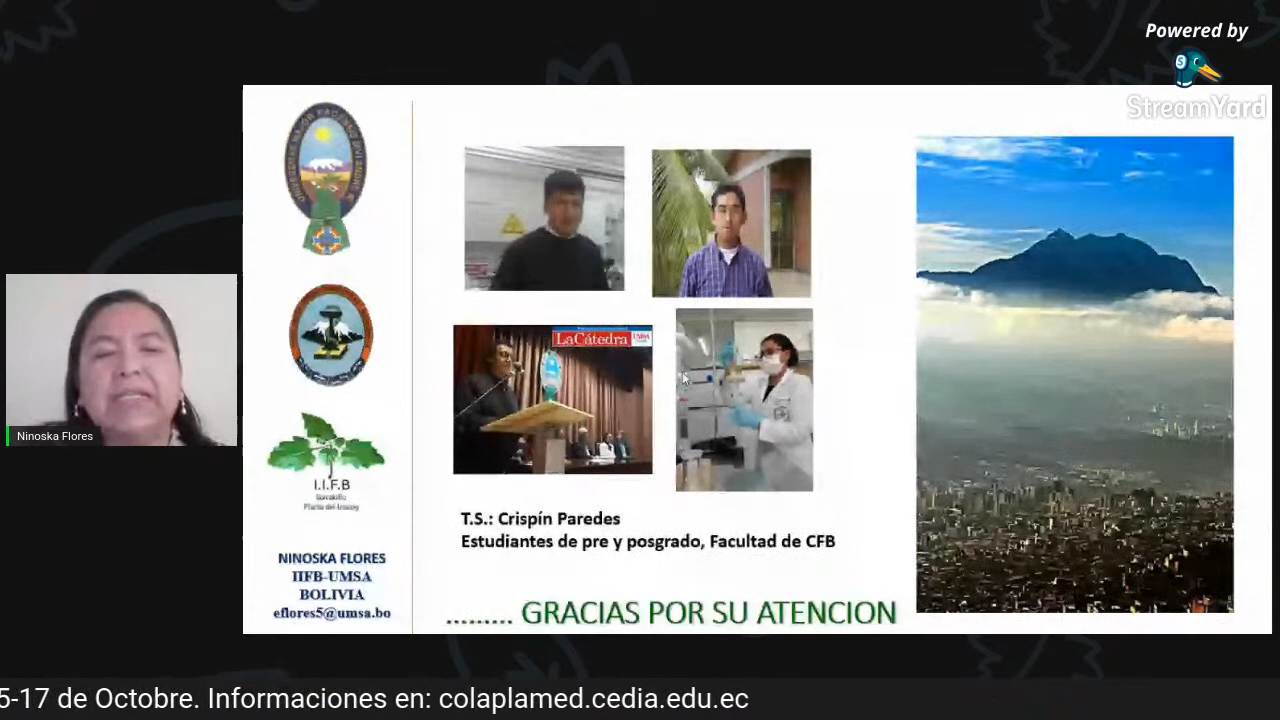 Powered by
StreamYard
LaCátedra
UMSA
Ninoska Flores
I.I.F.B
T.S.: Crispín Paredes
Estudiantes de pre y posgrado, Facultad de CFB
NINOSKA FLORES
IIFB-UMSA
BOLIVIA
eflores5@umsa.bo
......... GRACIAS POR SU ATENCION
5-17 de Octobre. Informaciones en: colaplamed.cedia.edu.ec